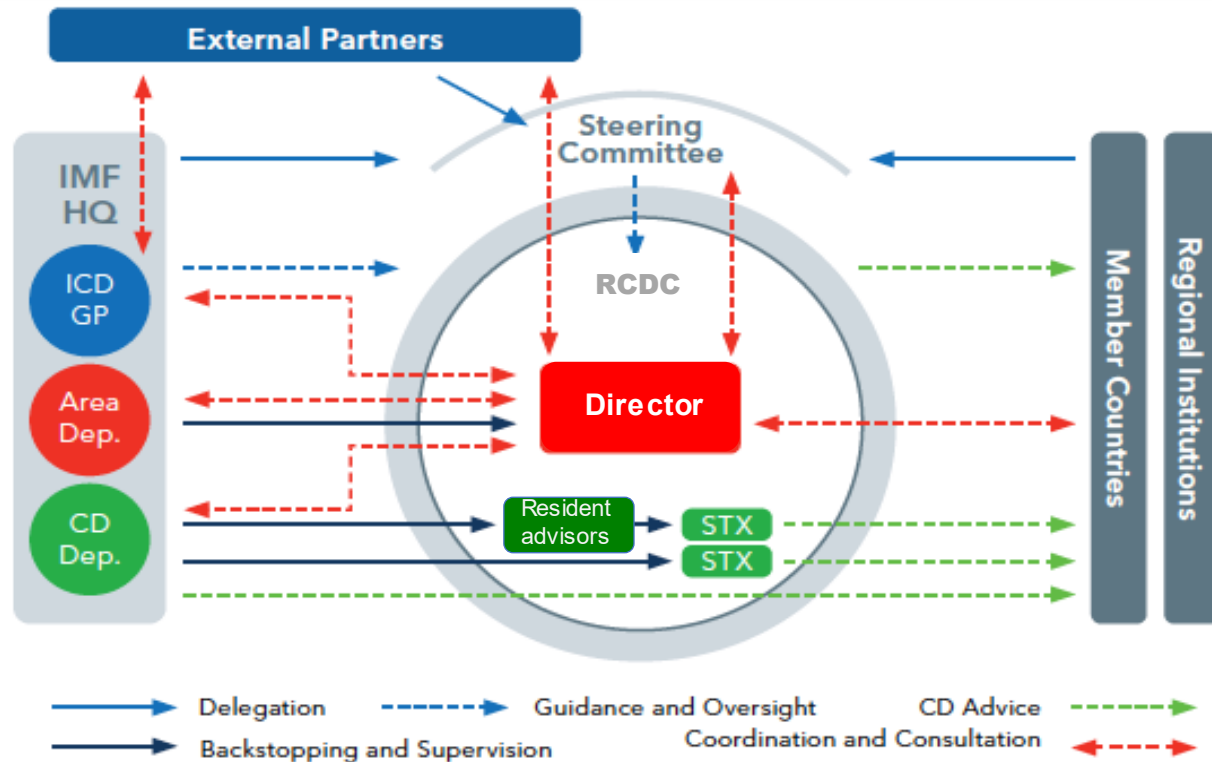 External Partners
Steering
Committee
IMF
HQ
ICD
GP
RCDC
Area
Dep.
Director
CD
Dep.
Resident
advisors
STX
STX
Member Countries
Regional Institutions
Delegation
Guidance and Oversight
CD Advice
Backstopping and Supervision
Coordination and Consultation